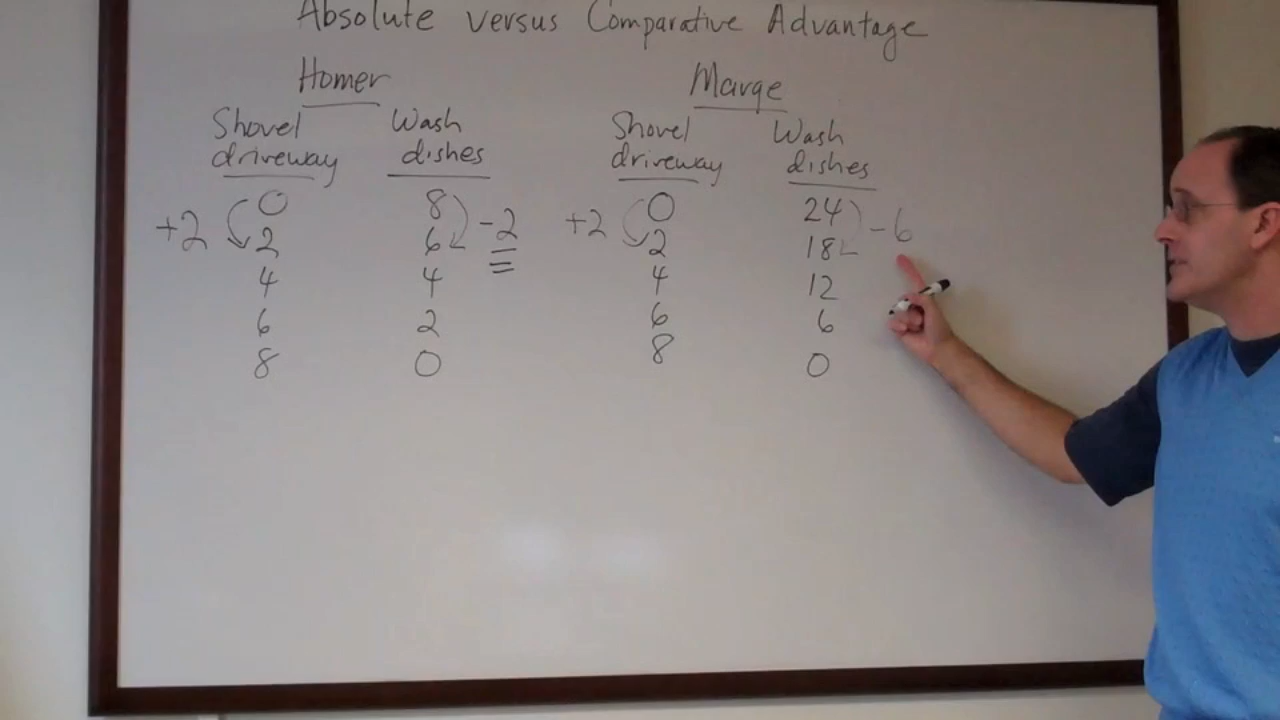 Absolute versus Comparative Advantage
Homer Marge
Shovel driveway Wash dishes Shovel driveway Wash dishes
0 8 0 24
+2 2 6 -2 +2 2 18 -6
4 4 4 12
6 2 6 6
8 0 8 0